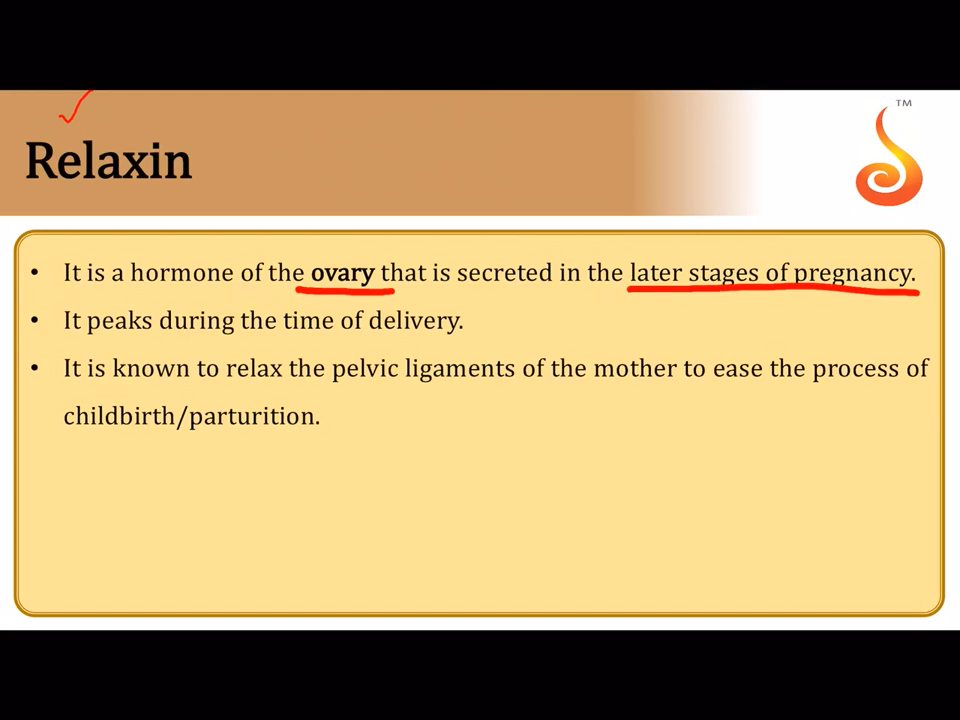 TM
Relaxin
• It is a hormone of the ovary that is secreted in the later stages of pregnancy.
• It peaks during the time of delivery.
• It is known to relax the pelvic ligaments of the mother to ease the process of
childbirth/parturition.